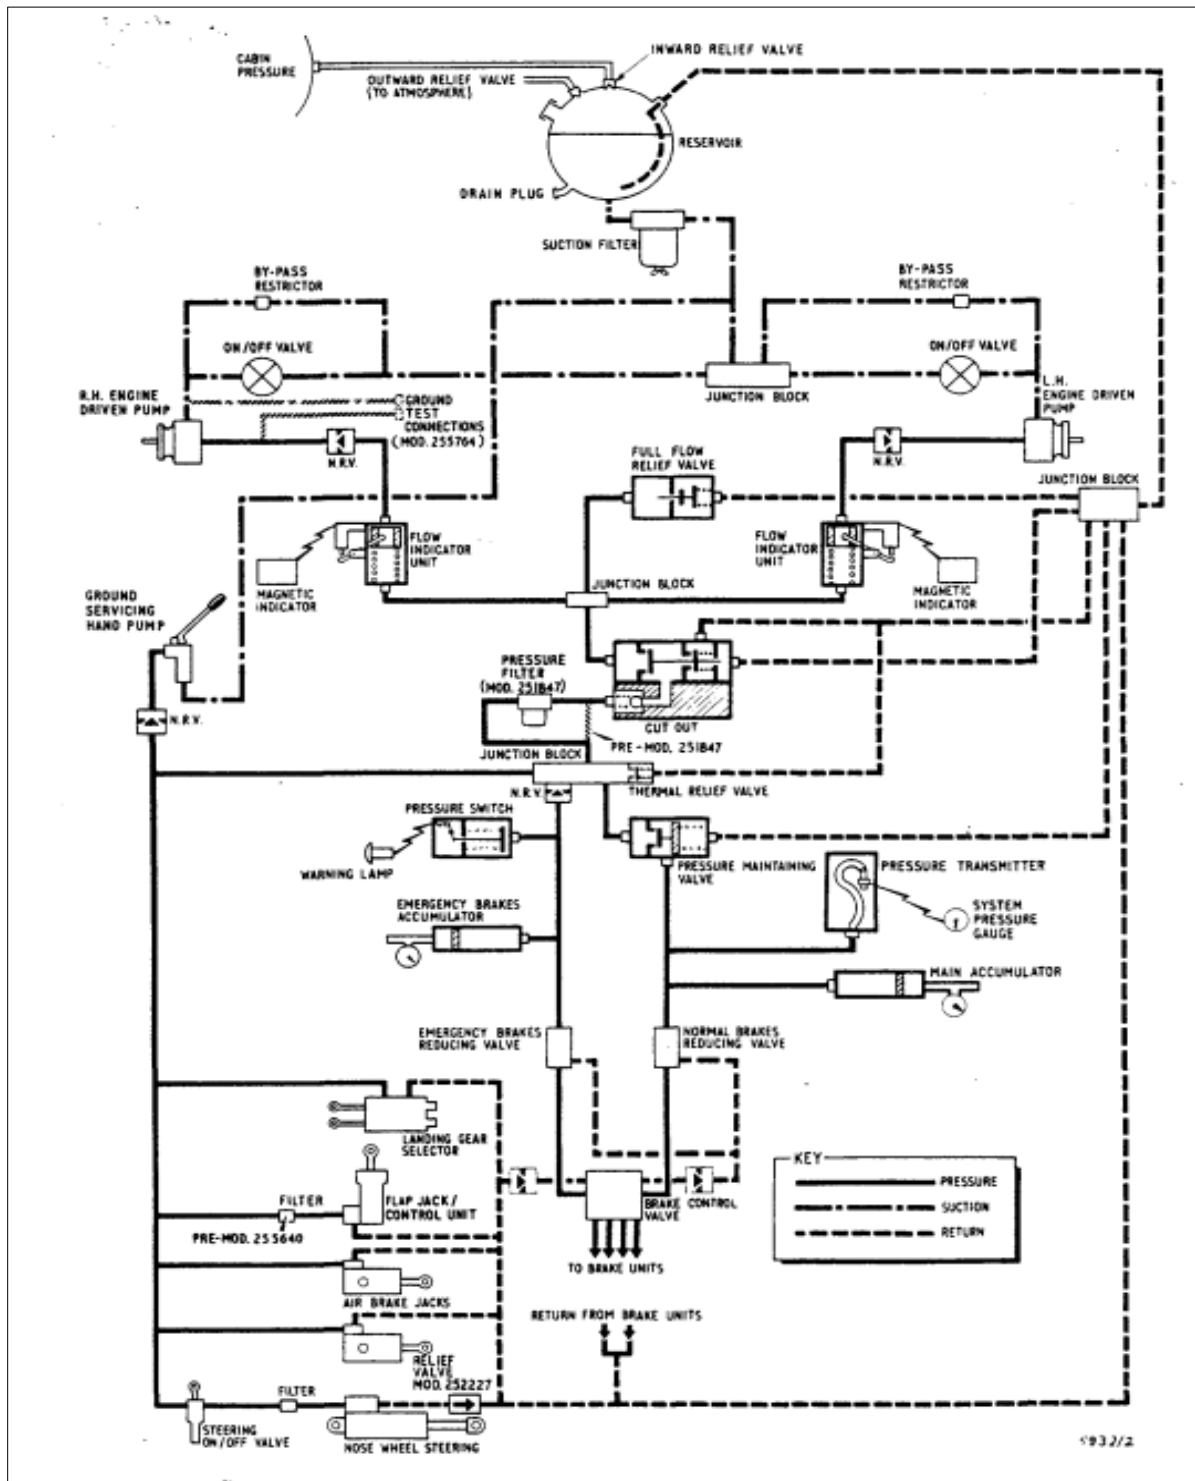 CABIN
PRESSURE
INWARD RELIEF VALVE
OUTWARD RELIEF VALVE
(TO ATMOSPHERE)
RESERVOIR
DRAIN PLUG
SUCTION FILTER
BY-PASS
RESTRICTOR
BY-PASS
RESTRICTOR
ON/OFF VALVE
ON/OFF VALVE
JUNCTION BLOCK
R.H. ENGINE
DRIVEN PUMP
GROUND
TEST
CONNECTIONS
(MOD. 255764)
L.H.
ENGINE DRIVEN
PUMP
N.R.V.
N.R.V.
FULL FLOW
RELIEF VALVE
JUNCTION BLOCK
FLOW
INDICATOR
UNIT
FLOW
INDICATOR
UNIT
MAGNETIC
INDICATOR
MAGNETIC
INDICATOR
JUNCTION BLOCK
GROUND
SERVICING
HAND PUMP
PRESSURE
FILTER
(MOD. 251847)
CUT OUT
N.R.V.
PRE-MOD. 251847
JUNCTION BLOCK
THERMAL RELIEF VALVE
N.R.V.
PRESSURE SWITCH
WARNING LAMP
PRESSURE MAINTAINING
VALVE
PRESSURE TRANSMITTER
SYSTEM
PRESSURE
GAUGE
EMERGENCY BRAKES
ACCUMULATOR
MAIN ACCUMULATOR
EMERGENCY BRAKES
REDUCING VALVE
NORMAL BRAKES
REDUCING VALVE
LANDING GEAR
SELECTOR
FILTER
FLAP JACK/
CONTROL UNIT
PRE-MOD. 255640
BRAKE CONTROL
VALVE
TO BRAKE UNITS
KEY
PRESSURE
SUCTION
RETURN
AIR BRAKE JACKS
RETURN FROM BRAKE UNITS
RELIEF
VALVE
MOD. 252227
FILTER
STEERING
ON/OFF VALVE
NOSE WHEEL STEERING
5932/2